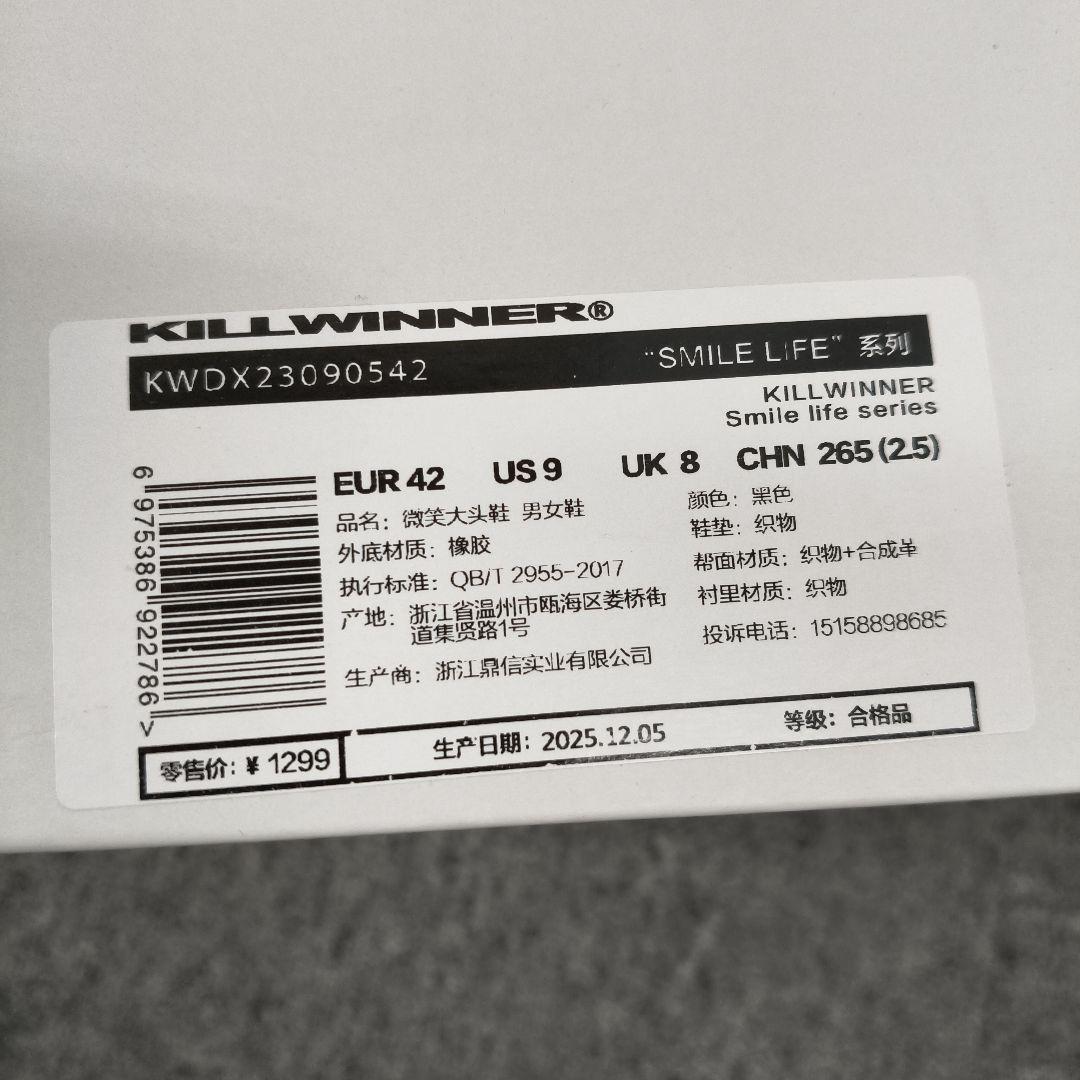 KILLWINNER®
KWDX23090542 "SMILE LIFE" 系列
KILLWINNER
Smile life series
EUR 42 US 9 UK 8 CHN 265 (2.5)
品名：微笑大头鞋 男女鞋
颜色：黑色
外底材质：橡胶
鞋垫：织物
执行标准：QB/T 2955-2017
帮面材质：织物+合成革
产地：浙江省温州市瓯海区娄桥街
道集贤路1号
衬里材质：织物
生产商：浙江鼎信实业有限公司
投诉电话：15158898685
6 975386 922786 >
零售价：¥ 1299
生产日期：2025.12.05
等级：合格品